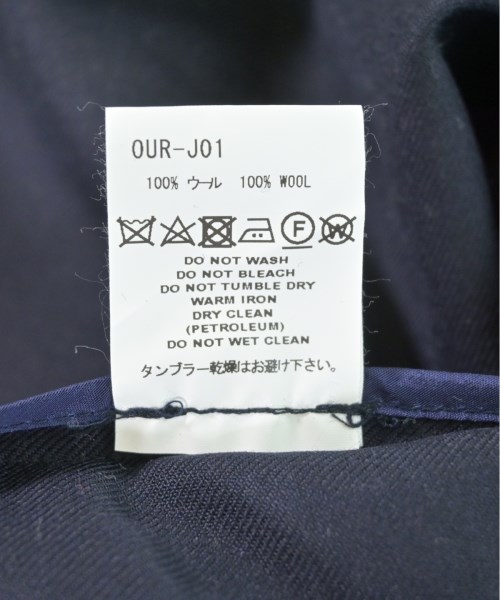 OUR-J01
100% ウール 100% WOOL
F W
DO NOT WASH
DO NOT BLEACH
DO NOT TUMBLE DRY
WARM IRON
DRY CLEAN
(PETROLEUM)
DO NOT WET CLEAN
タンブラー乾燥はお避け下さい。